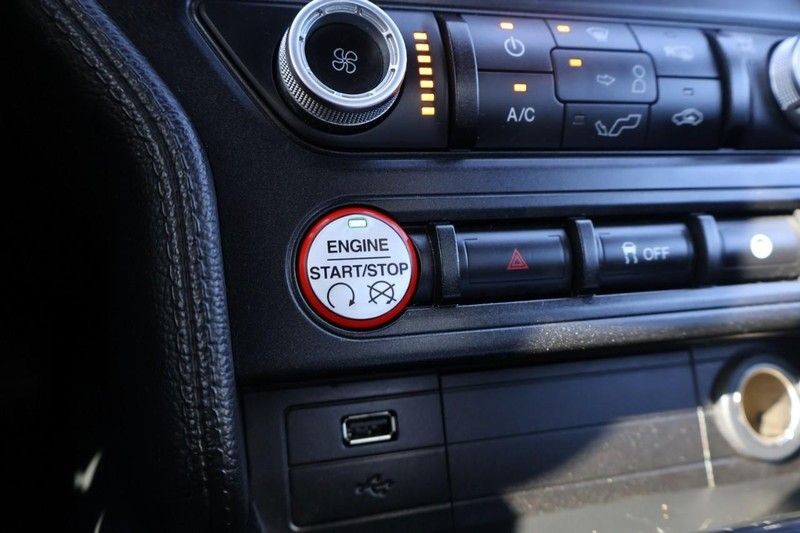 A/C
ENGINE
START/STOP
OFF